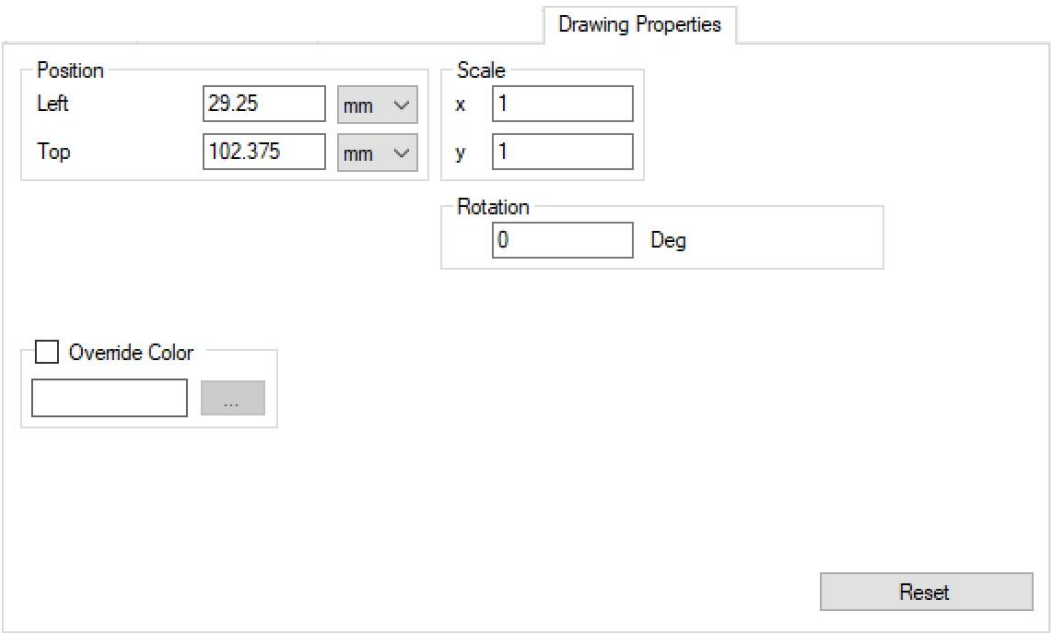 Drawing Properties
Position
Left 29.25 mm
Top 102.375 mm
Scale
x 1
y 1
Rotation
0 Deg
Override Color
...
Reset